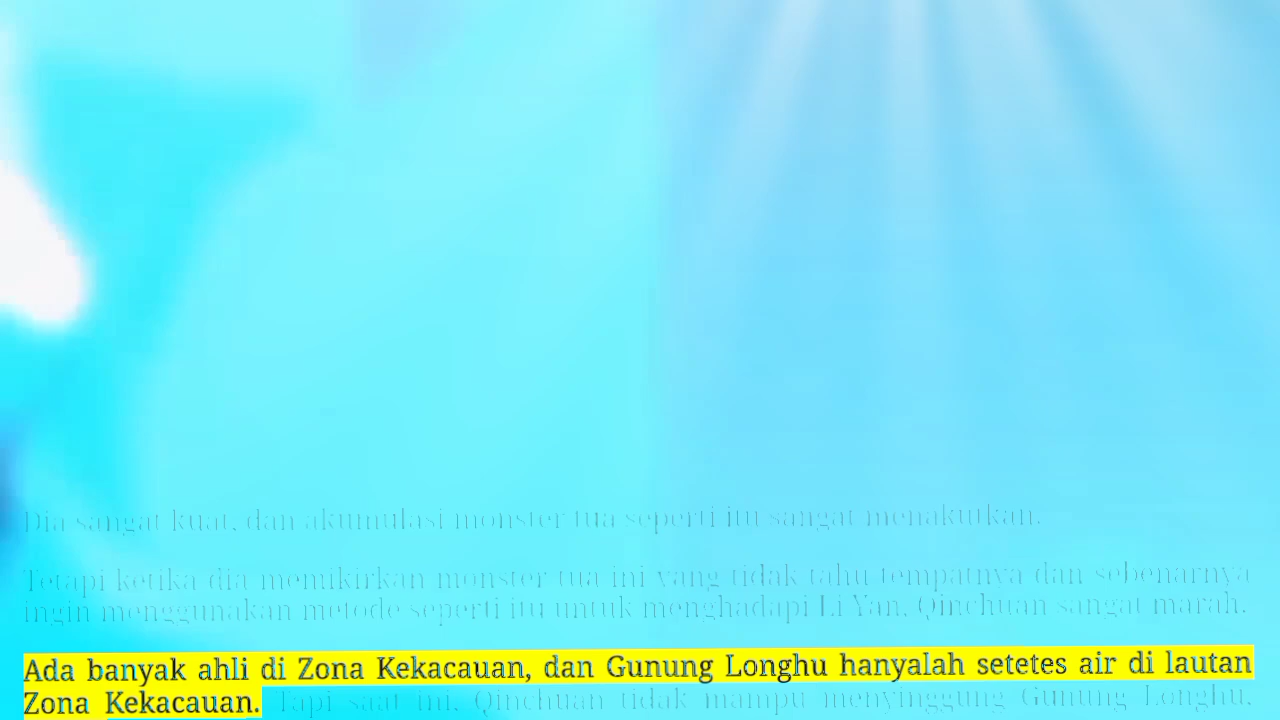 Dia sangat kuat, dan akumulasi monster tua seperti itu sangat menakutkan.
Tetapi ketika dia memikirkan monster tua ini yang tidak tahu tempatnya dan sebenarnya
ingin menggunakan metode seperti itu untuk menghadapi Li Yan, Qinchuan sangat marah.
Ada banyak ahli di Zona Kekacauan, dan Gunung Longhu hanyalah setetes air di lautan
Zona Kekacauan. Tapi saat ini, Qinchuan tidak mampu menyinggung Gunung Longhu,